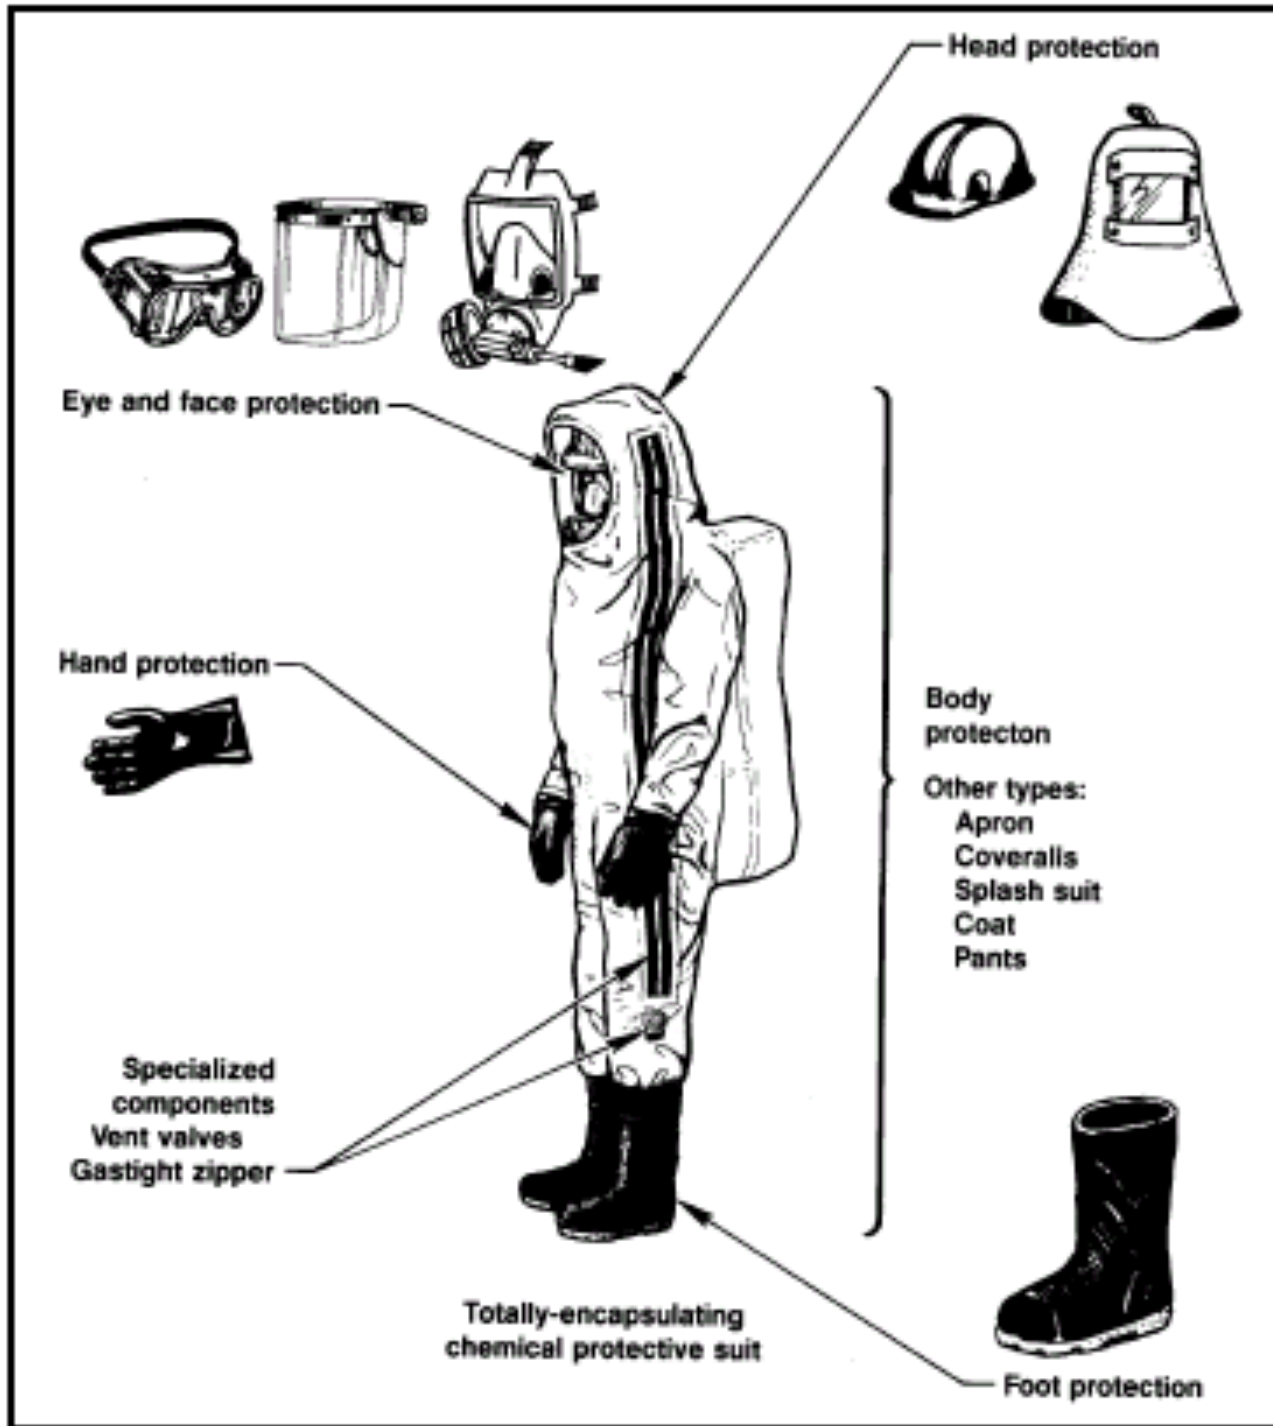 Head protection
Eye and face protection
Hand protection
Body
protecton
Other types:
Apron
Coveralis
Splash suit
Coat
Pants
Specialized
components
Vent valves
Gastight zipper
Totally-encapsulating
chemical protective suit
Foot protection